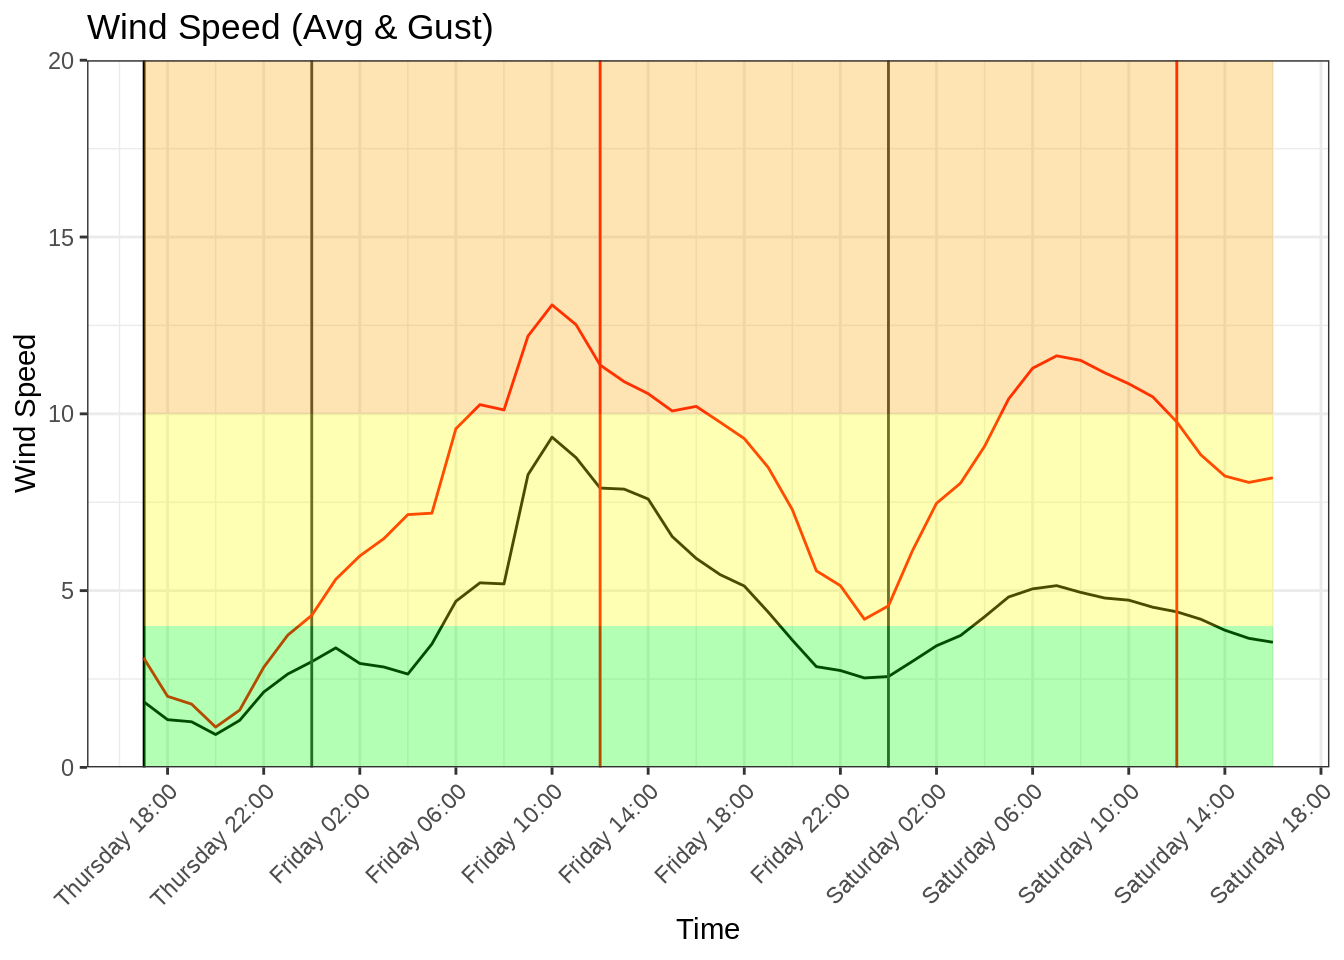 Wind Speed (Avg & Gust)
20
15
10
5
0
Wind Speed
Thursday 18:00
Thursday 22:00
Friday 02:00
Friday 06:00
Friday 10:00
Friday 14:00
Friday 18:00
Friday 22:00
Saturday 02:00
Saturday 06:00
Saturday 10:00
Saturday 14:00
Saturday 18:00
Time